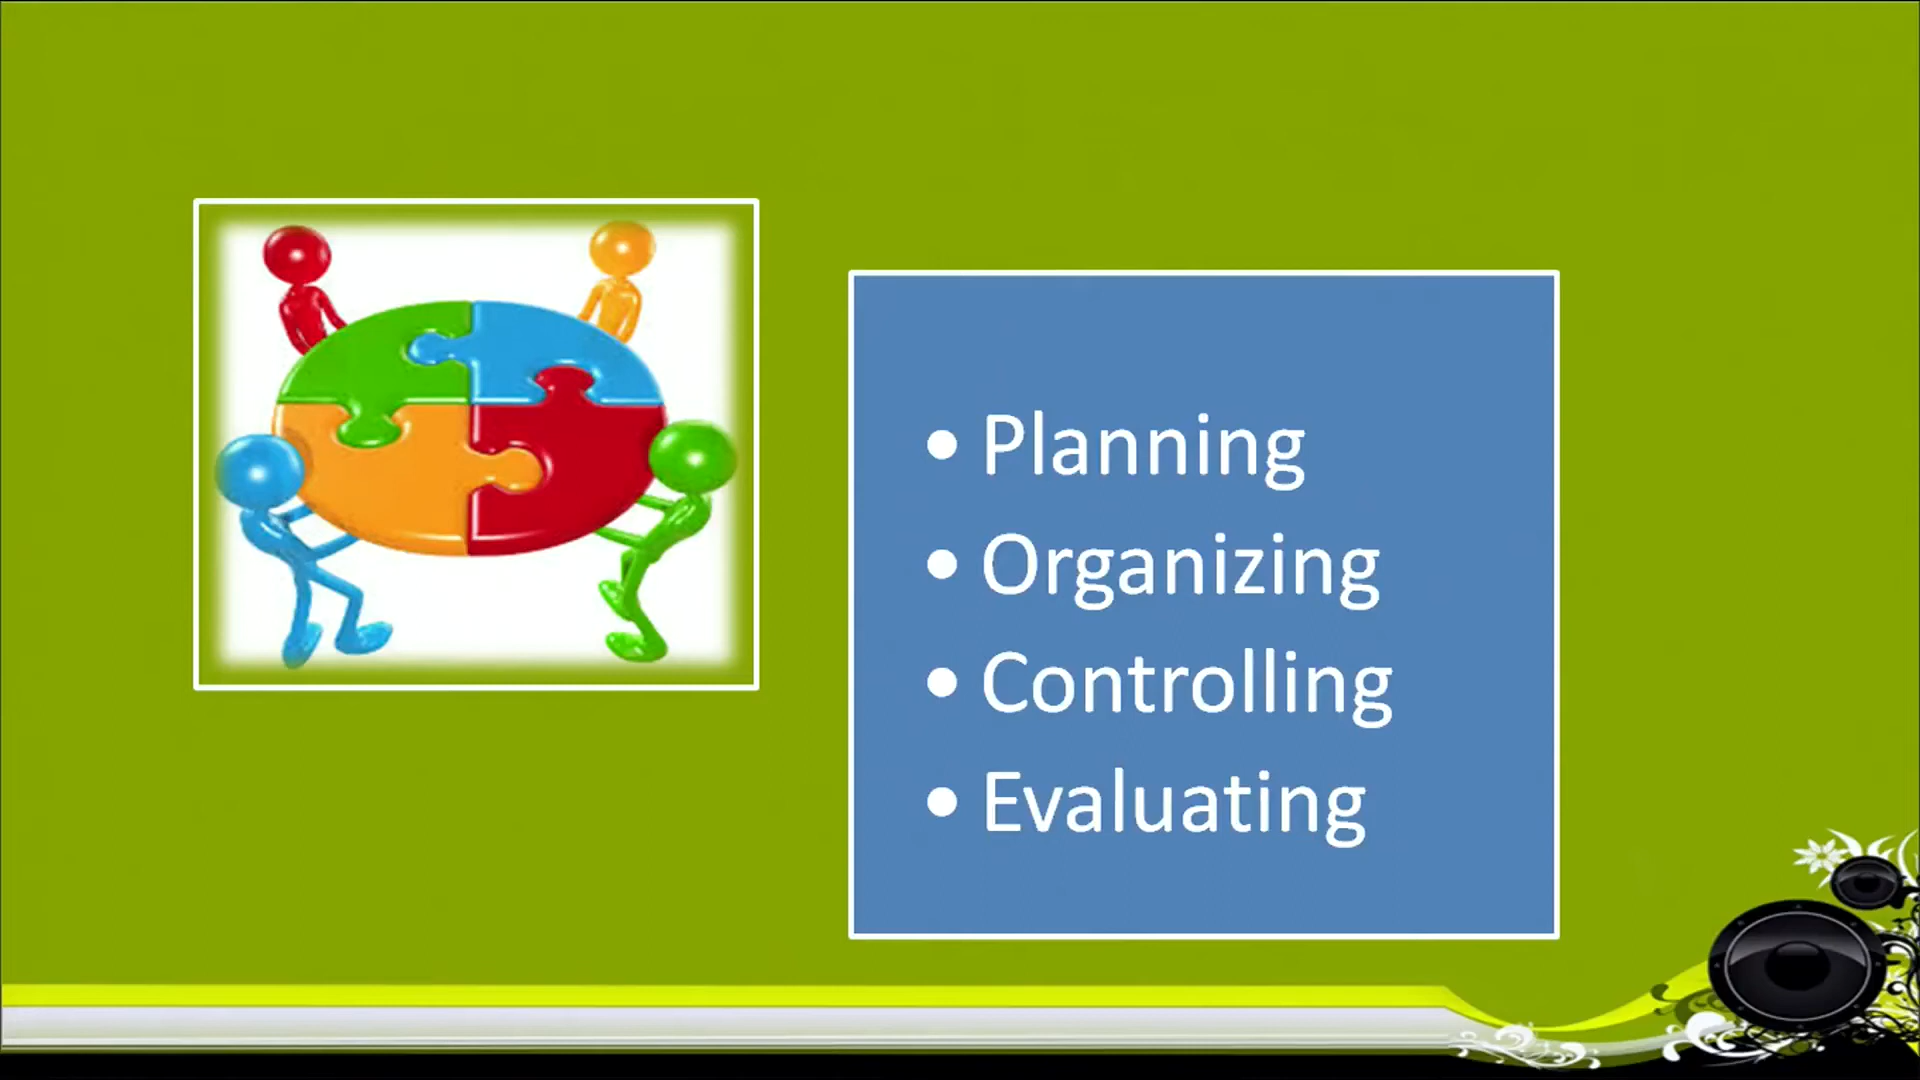 • Planning
• Organizing
• Controlling
• Evaluating